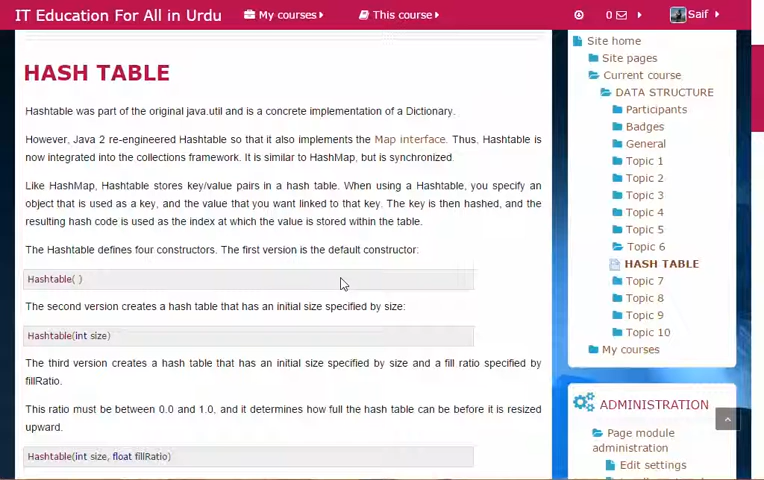 IT Education For All in Urdu
My courses
This course
0
Saif
HASH TABLE
Hashtable was part of the original java.util and is a concrete implementation of a Dictionary.
However, Java 2 re-engineered Hashtable so that it also implements the Map interface. Thus, Hashtable is
now integrated into the collections framework. It is similar to HashMap, but is synchronized.
Like HashMap, Hashtable stores key/value pairs in a hash table. When using a Hashtable, you specify an
object that is used as a key, and the value that you want linked to that key. The key is then hashed, and the
resulting hash code is used as the index at which the value is stored within the table.
The Hashtable defines four constructors. The first version is the default constructor:
Hashtable( )
The second version creates a hash table that has an initial size specified by size:
Hashtable(int size)
The third version creates a hash table that has an initial size specified by size and a fill ratio specified by
fillRatio.
This ratio must be between 0.0 and 1.0, and it determines how full the hash table can be before it is resized
upward.
Hashtable(int size, float fillRatio)
Site home
Site pages
Current course
DATA STRUCTURE
Participants
Badges
General
Topic 1
Topic 2
Topic 3
Topic 4
Topic 5
Topic 6
HASH TABLE
Topic 7
Topic 8
Topic 9
Topic 10
My courses
ADMINISTRATION
Page module
administration
Edit settings